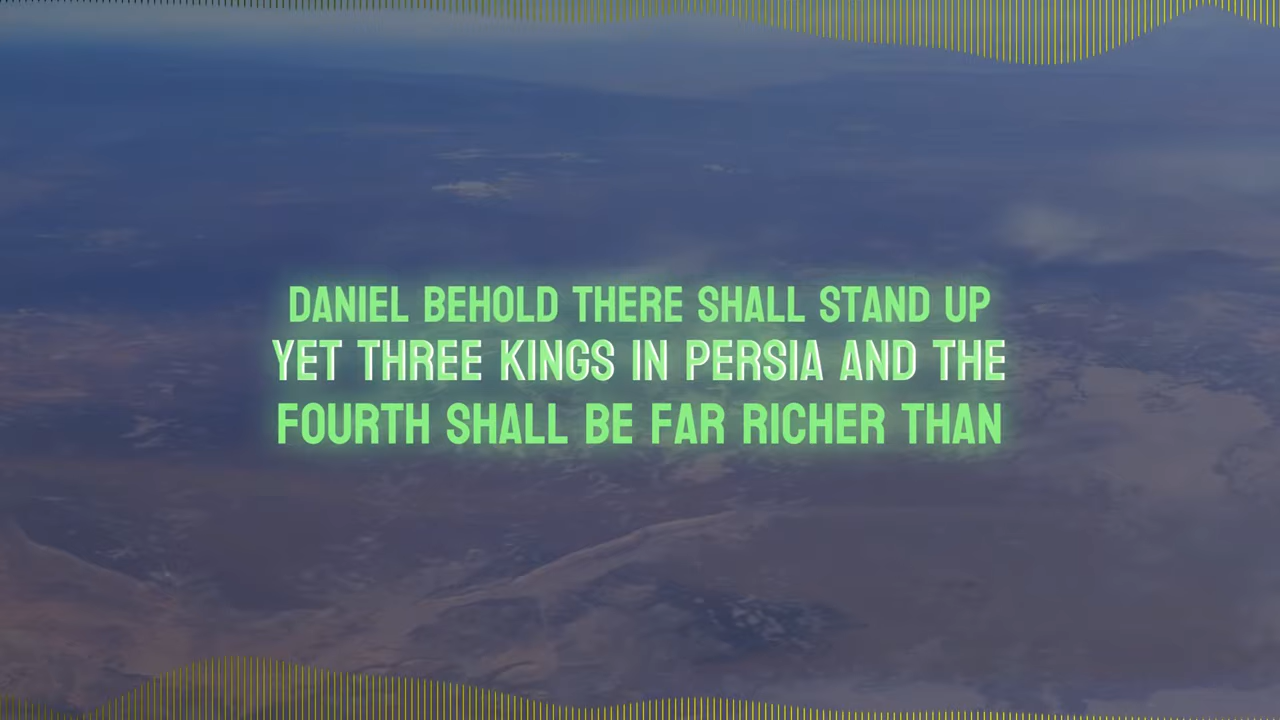 DANIEL BEHOLD THERE SHALL STAND UP
YET THREE KINGS IN PERSIA AND THE
FOURTH SHALL BE FAR RICHER THAN